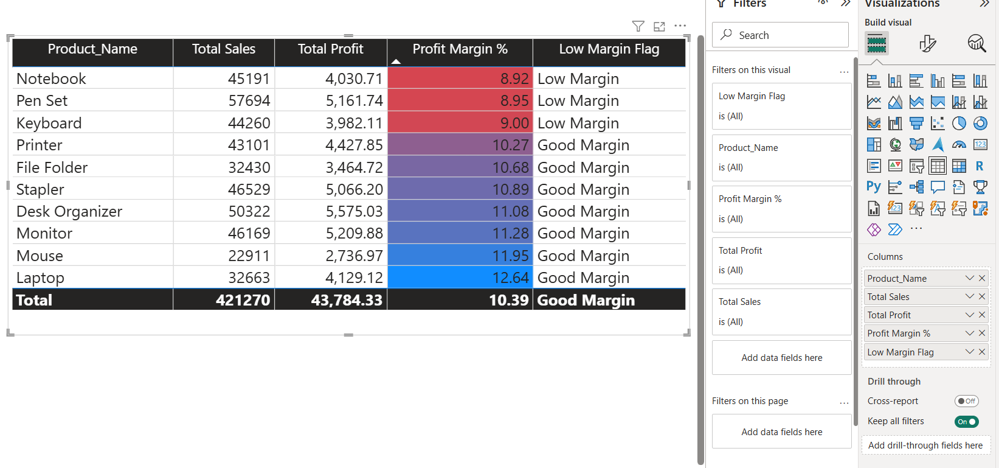 Product_Name Total Sales Total Profit Profit Margin % Low Margin Flag
Notebook 45191 4,030.71 8.92 Low Margin
Pen Set 57694 5,161.74 8.95 Low Margin
Keyboard 44260 3,982.11 9.00 Low Margin
Printer 43101 4,427.85 10.27 Good Margin
File Folder 32430 3,464.72 10.68 Good Margin
Stapler 46529 5,066.20 10.89 Good Margin
Desk Organizer 50322 5,575.03 11.08 Good Margin
Monitor 46169 5,209.88 11.28 Good Margin
Mouse 22911 2,736.97 11.95 Good Margin
Laptop 32663 4,129.12 12.64 Good Margin
Total 421270 43,784.33 10.39 Good Margin
Filters
Search
Filters on this visual
Low Margin Flag
is (All)
Product_Name
is (All)
Profit Margin %
is (All)
Total Profit
is (All)
Total Sales
is (All)
Add data fields here
Filters on this page
Add data fields here
Visualizations
Build visual
123
R
Py
123
Columns
Product_Name
Total Sales
Total Profit
Profit Margin %
Low Margin Flag
Drill through
Cross-report Off
Keep all filters On
Add drill-through fields here